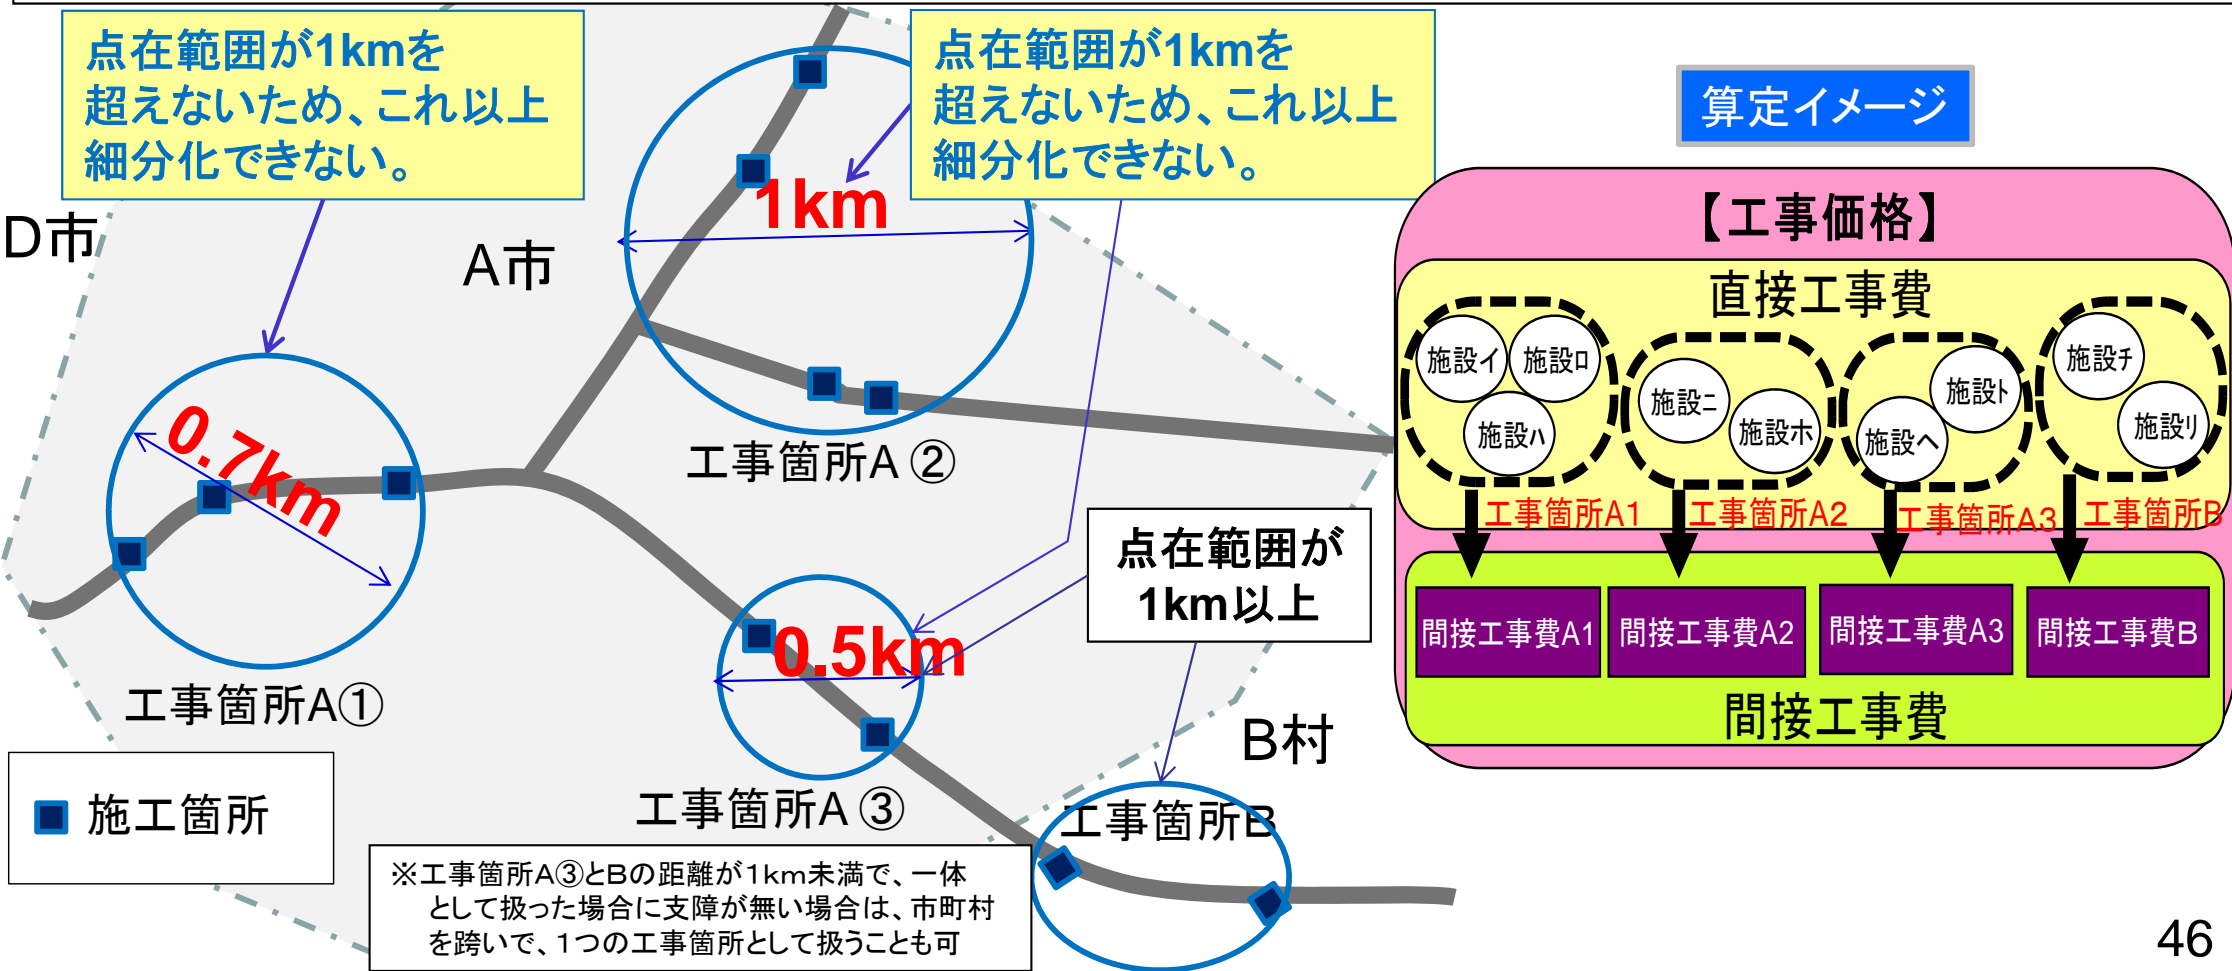 点在範囲が1kmを
超えないため、これ以上
細分化できない。
点在範囲が1kmを
超えないため、これ以上
細分化できない。
算定イメージ
D市
A市
1km
0.7km
工事箇所A②
工事箇所A①
0.5km
点在範囲が
1km以上
工事箇所A③
B村
工事箇所B
施工箇所
※工事箇所A③とBの距離が1km未満で、一体
として扱った場合に支障が無い場合は、市町村
を跨いで、1つの工事箇所として扱うことも可
【工事価格】
直接工事費
施設イ
施設ロ
施設ハ
施設ニ
施設ホ
施設ヘ
施設ト
施設チ
施設リ
工事箇所A1
工事箇所A2
工事箇所A3
工事箇所B
間接工事費A1
間接工事費A2
間接工事費A3
間接工事費B
間接工事費
46